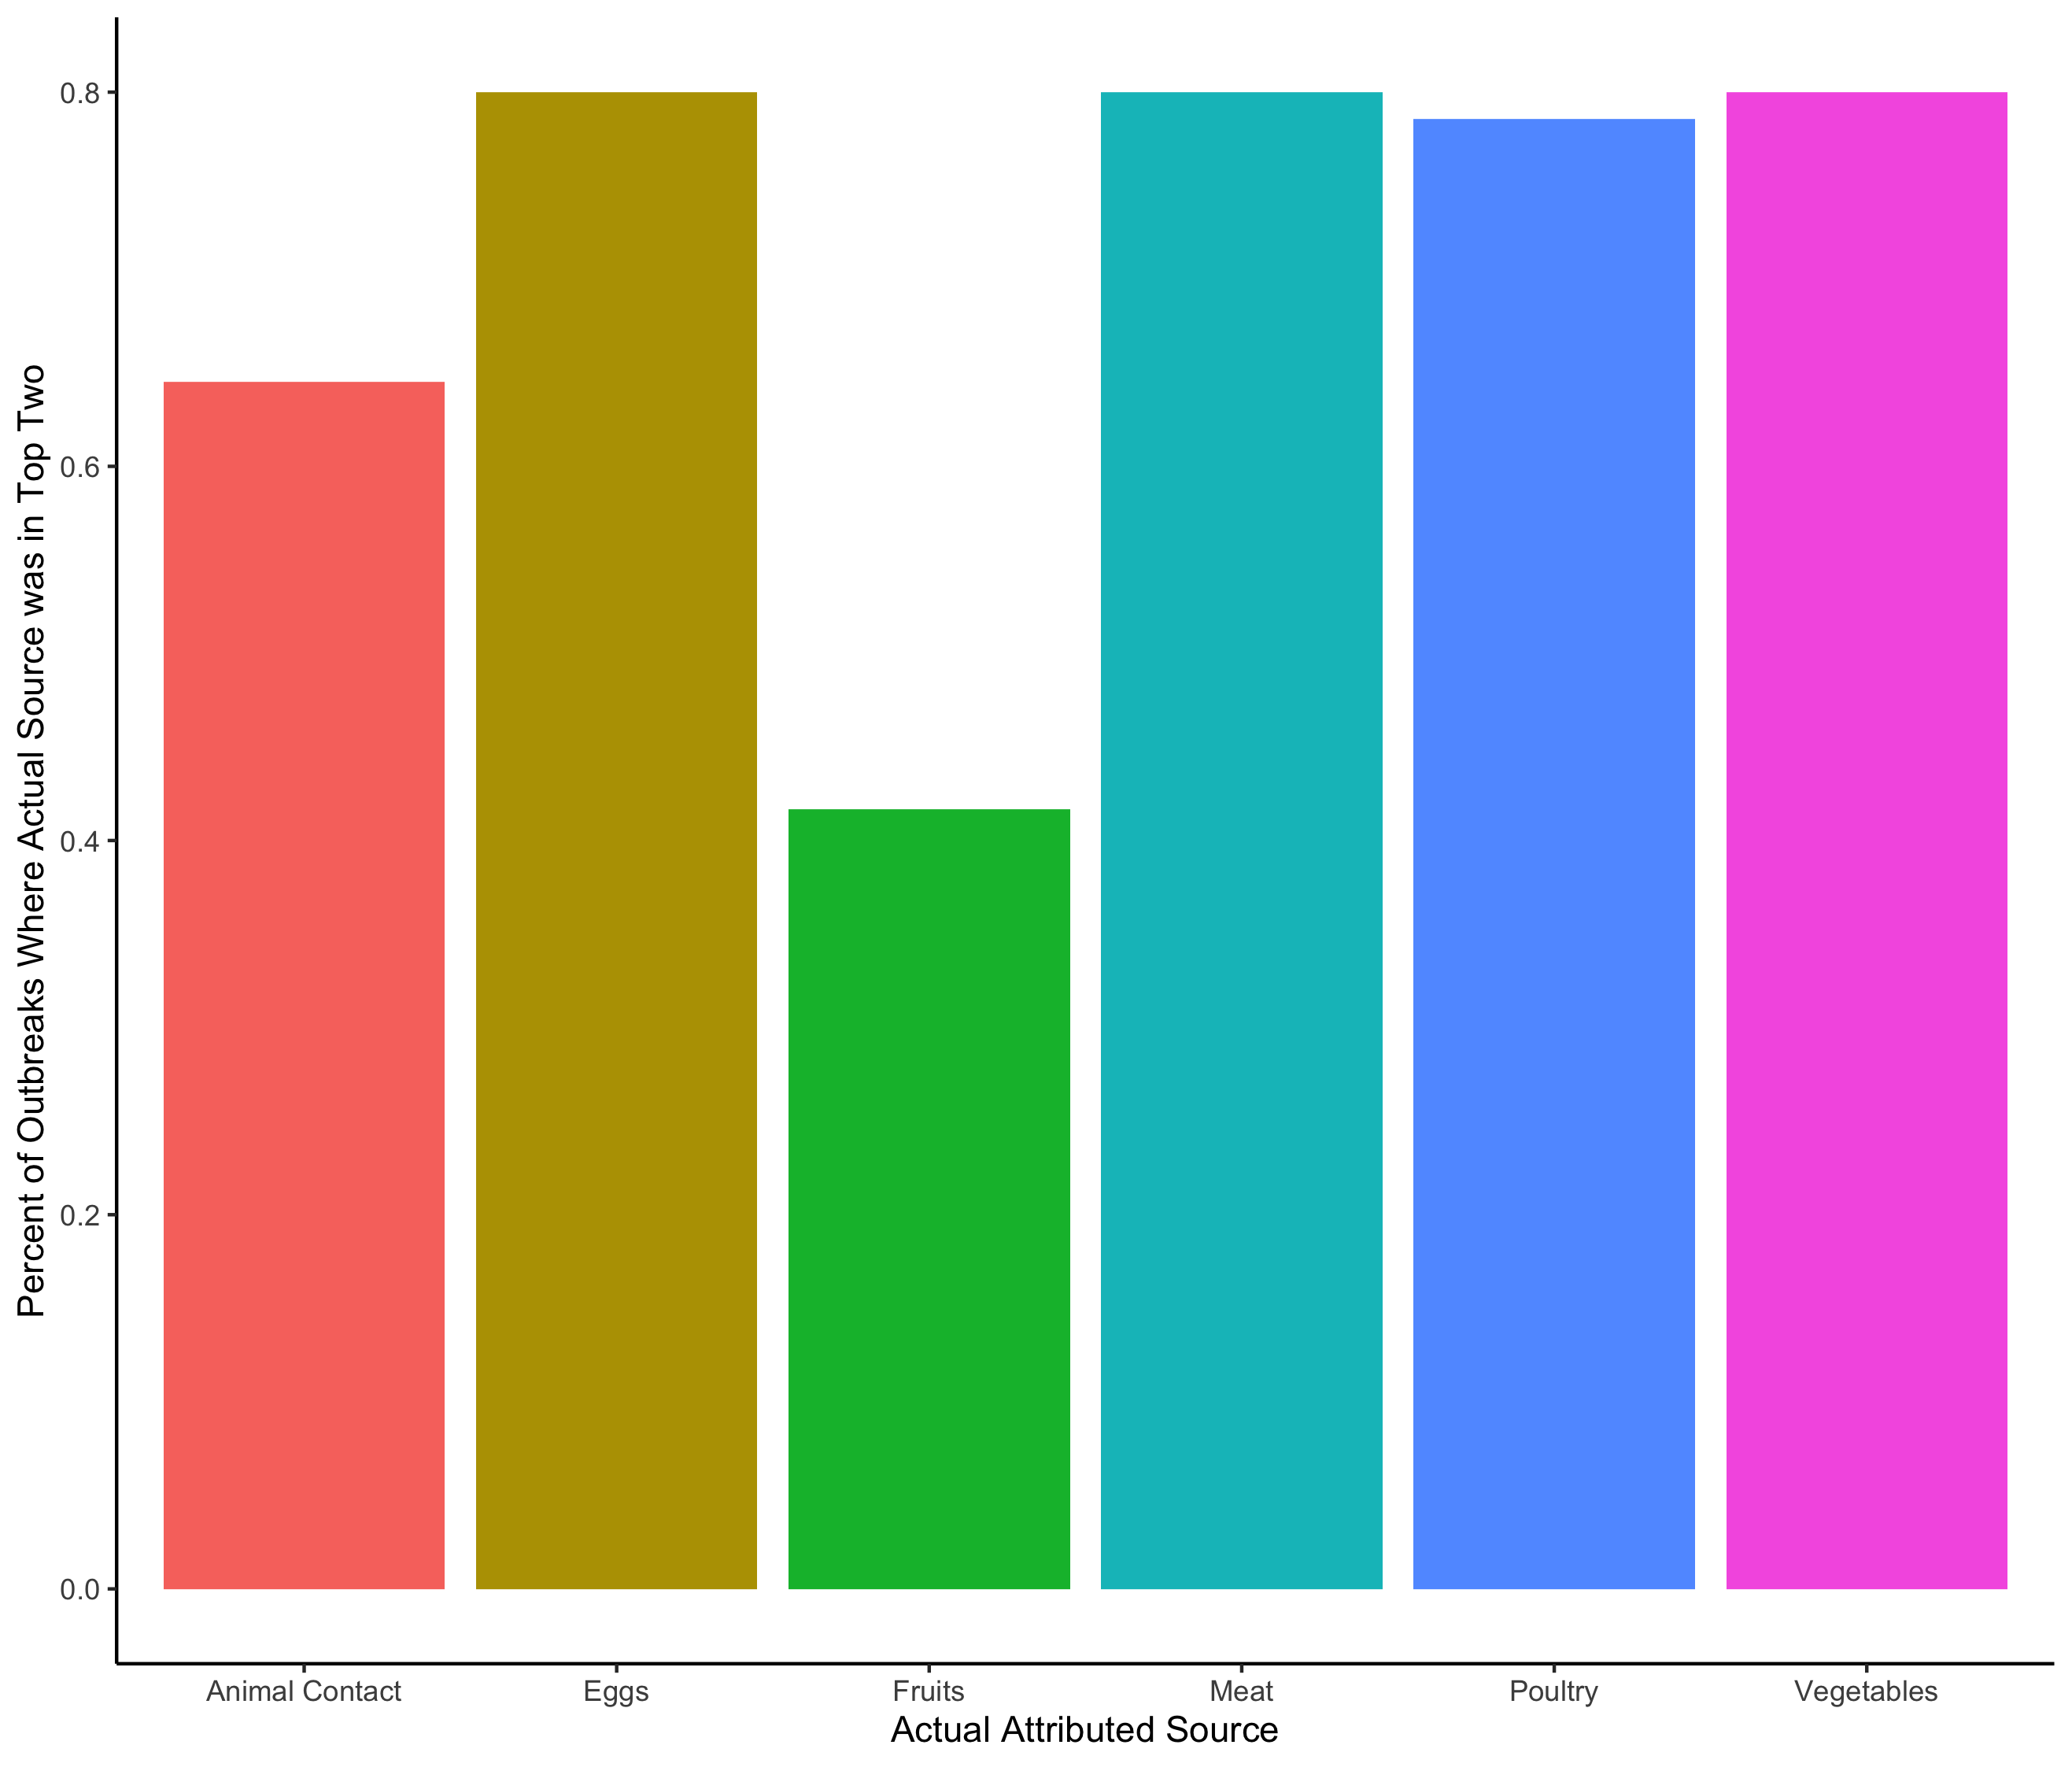 Percent of Outbreaks Where Actual Source was in Top Two
0.8
0.6
0.4
0.2
0.0
Animal Contact
Eggs
Fruits
Meat
Poultry
Vegetables
Actual Attributed Source